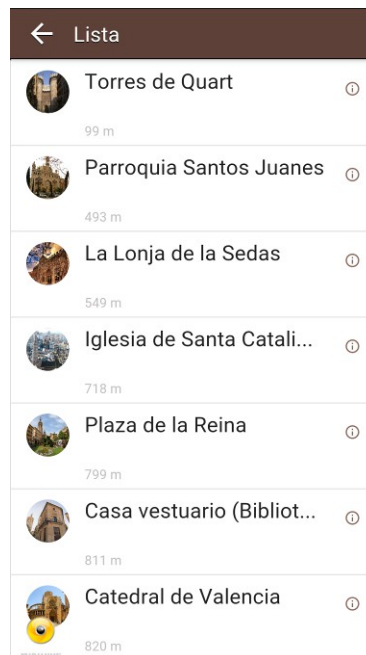 Lista
Torres de Quart
99 m
Parroquia Santos Juanes
493 m
La Lonja de la Sedas
549 m
Iglesia de Santa Catali...
718 m
Plaza de la Reina
799 m
Casa vestuario (Bibliot...
811 m
Catedral de Valencia
820 m